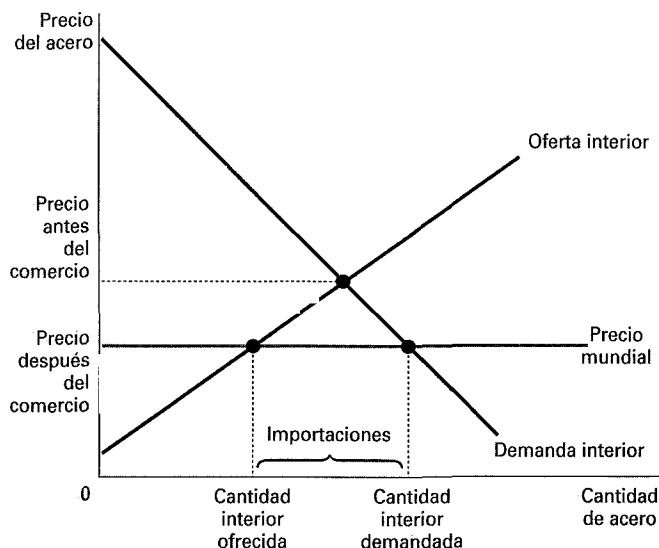 Precio
del acero
Oferta interior
Precio
antes
del
comercio
Precio
después
del
comercio
Precio
mundial
Importaciones
Demanda interior
0
Cantidad
interior
ofrecida
Cantidad
interior
demandada
Cantidad
de acero